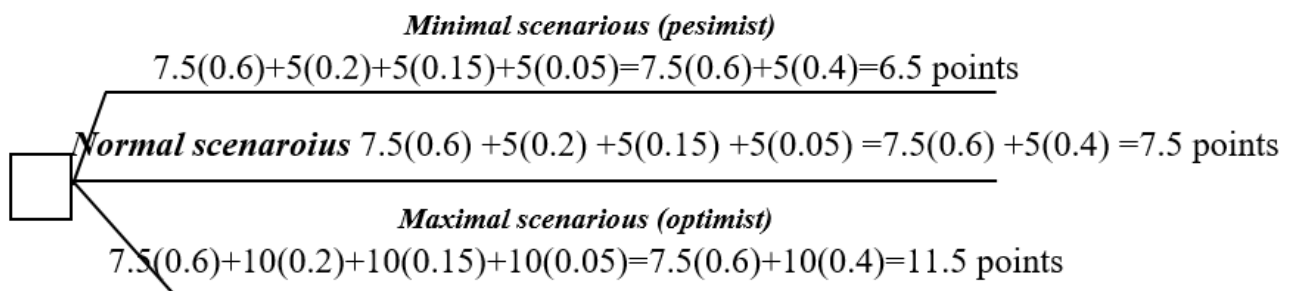 Minimal scenarious (pesimist)
7.5(0.6)+5(0.2)+5(0.15)+5(0.05)=7.5(0.6)+5(0.4)=6.5 points
Normal scenaroius 7.5(0.6) +5(0.2) +5(0.15) +5(0.05) =7.5(0.6) +5(0.4) =7.5 points
Maximal scenarious (optimist)
7.5(0.6)+10(0.2)+10(0.15)+10(0.05)=7.5(0.6)+10(0.4)=11.5 points